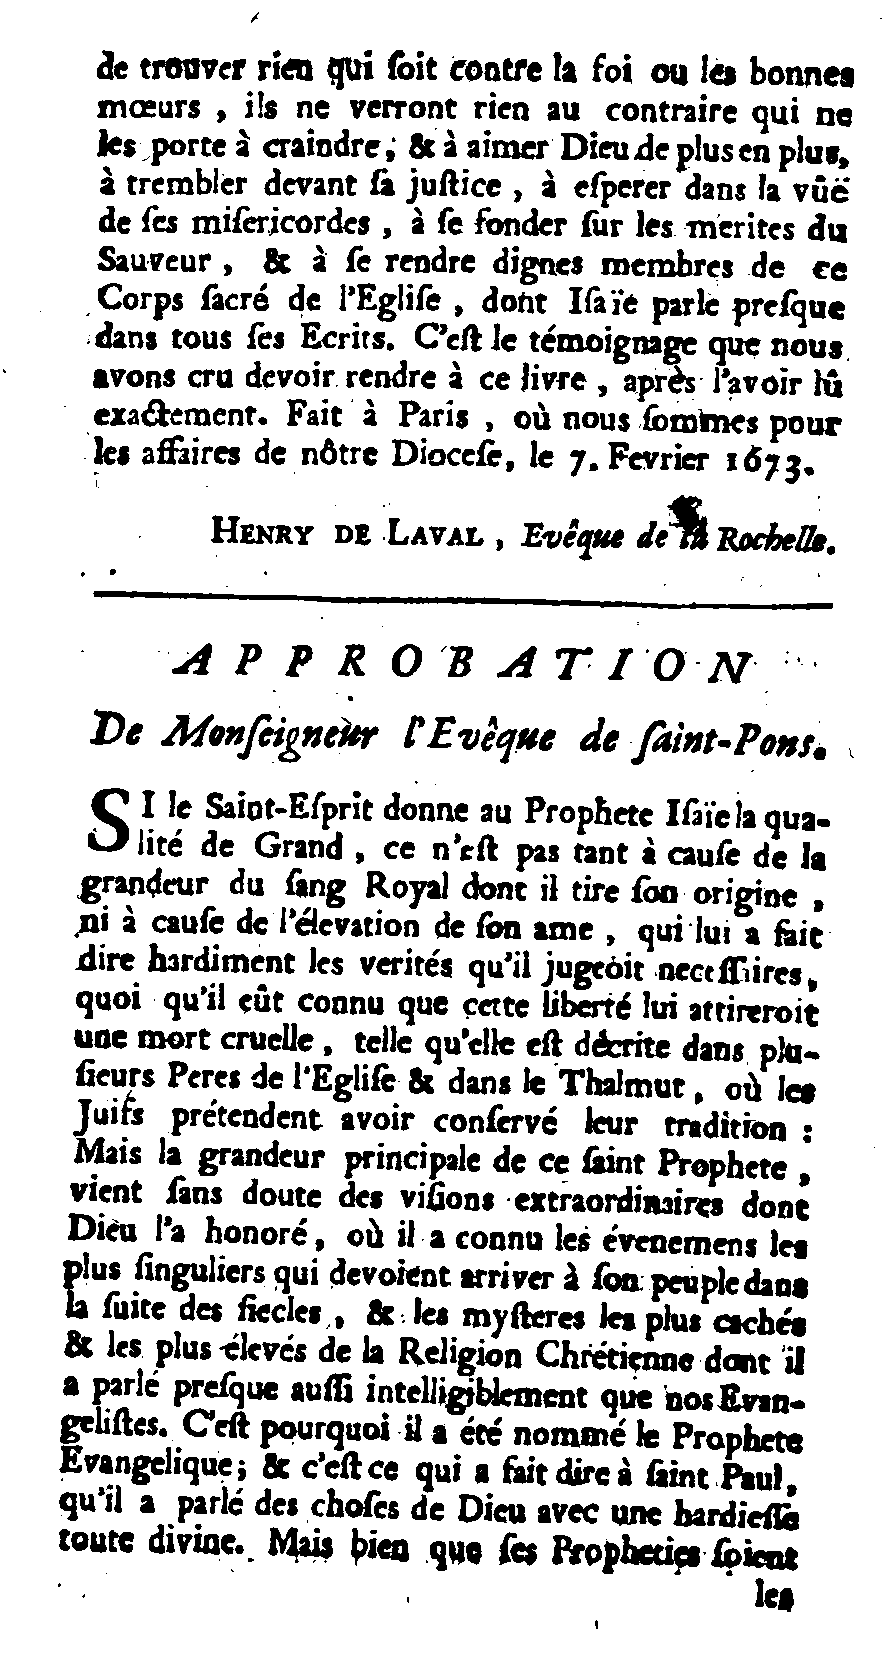 de trouver rien qui ſoit contre la foi ou les bonnes
mœurs , ils ne verront rien au contraire qui ne
les porte à craindre, & à aimer Dieu de plus en plus,
à trembler devant ſa juſtice , à eſperer dans la vûë
de ſes miſericordes , à ſe fonder ſur les merites du
Sauveur , & à ſe rendre dignes membres de ce
Corps ſacré de l'Egliſe , dont Iſaïe parle preſque
dans tous ſes Ecrits. C'eſt le témoignage que nous
avons cru devoir rendre à ce livre , après l'avoir lû
exactement. Fait à Paris , où nous ſommes pour
les affaires de nôtre Dioceſe, le 7. Fevrier 1673.
HENRY DE LAVAL , Evêque de la Rochelle.
APPROBATION
De Monſeigneur l'Evêque de ſaint-Pons.
SI le Saint-Eſprit donne au Prophete Iſaïe la qua-
lité de Grand , ce n'eſt pas tant à cauſe de la
grandeur du ſang Royal dont il tire ſon origine ,
ni à cauſe de l'élevation de ſon ame , qui lui a fait
dire hardiment les verités qu'il jugeoit neceſſaires,
quoi qu'il eût connu que cette liberté lui attireroit
une mort cruelle , telle qu'elle eſt décrite dans plu-
ſieurs Peres de l'Egliſe & dans le Thalmut , où les
Juifs prétendent avoir conſervé leur tradition :
Mais la grandeur principale de ce ſaint Prophete ,
vient ſans doute des viſions extraordinaires dont
Dieu l'a honoré, où il a connu les évenemens les
plus ſinguliers qui devoient arriver à ſon peuple dans
la ſuite des ſiecles , & les myſteres les plus cachés
& les plus élevés de la Religion Chrétienne dont il
a parlé preſque auſſi intelligiblement que nos Evan-
geliſtes. C'eſt pourquoi il a été nommé le Prophete
Evangelique; & c'eſt ce qui a fait dire à ſaint Paul,
qu'il a parlé des choſes de Dieu avec une hardieſſe
toute divine. Mais bien que ſes Propheties ſoient
les